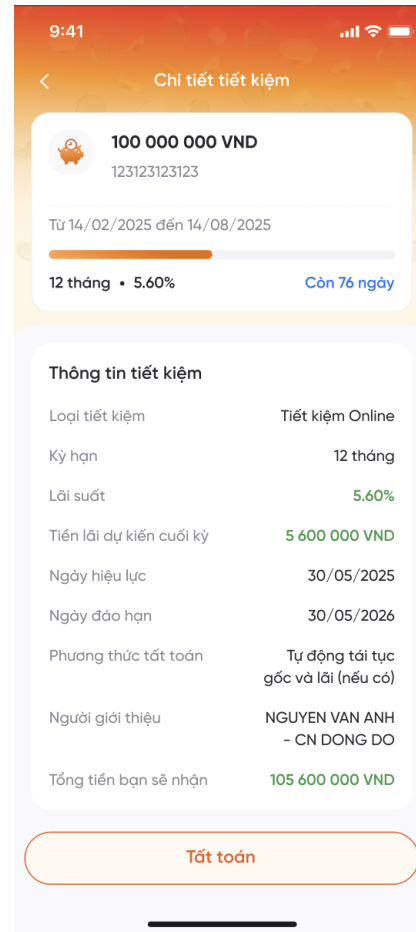 9:41
Chi tiết tiết kiệm
100 000 000 VND
123123123123
Từ 14/02/2025 đến 14/08/2025
12 tháng • 5.60%
Còn 76 ngày
Thông tin tiết kiệm
Loại tiết kiệm
Tiết kiệm Online
Kỳ hạn
12 tháng
Lãi suất
5.60%
Tiền lãi dự kiến cuối kỳ
5 600 000 VND
Ngày hiệu lực
30/05/2025
Ngày đáo hạn
30/05/2026
Phương thức tất toán
Tự động tái tục
gốc và lãi (nếu có)
Người giới thiệu
NGUYEN VAN ANH
- CN DONG DO
Tổng tiền bạn sẽ nhận
105 600 000 VND
Tất toán